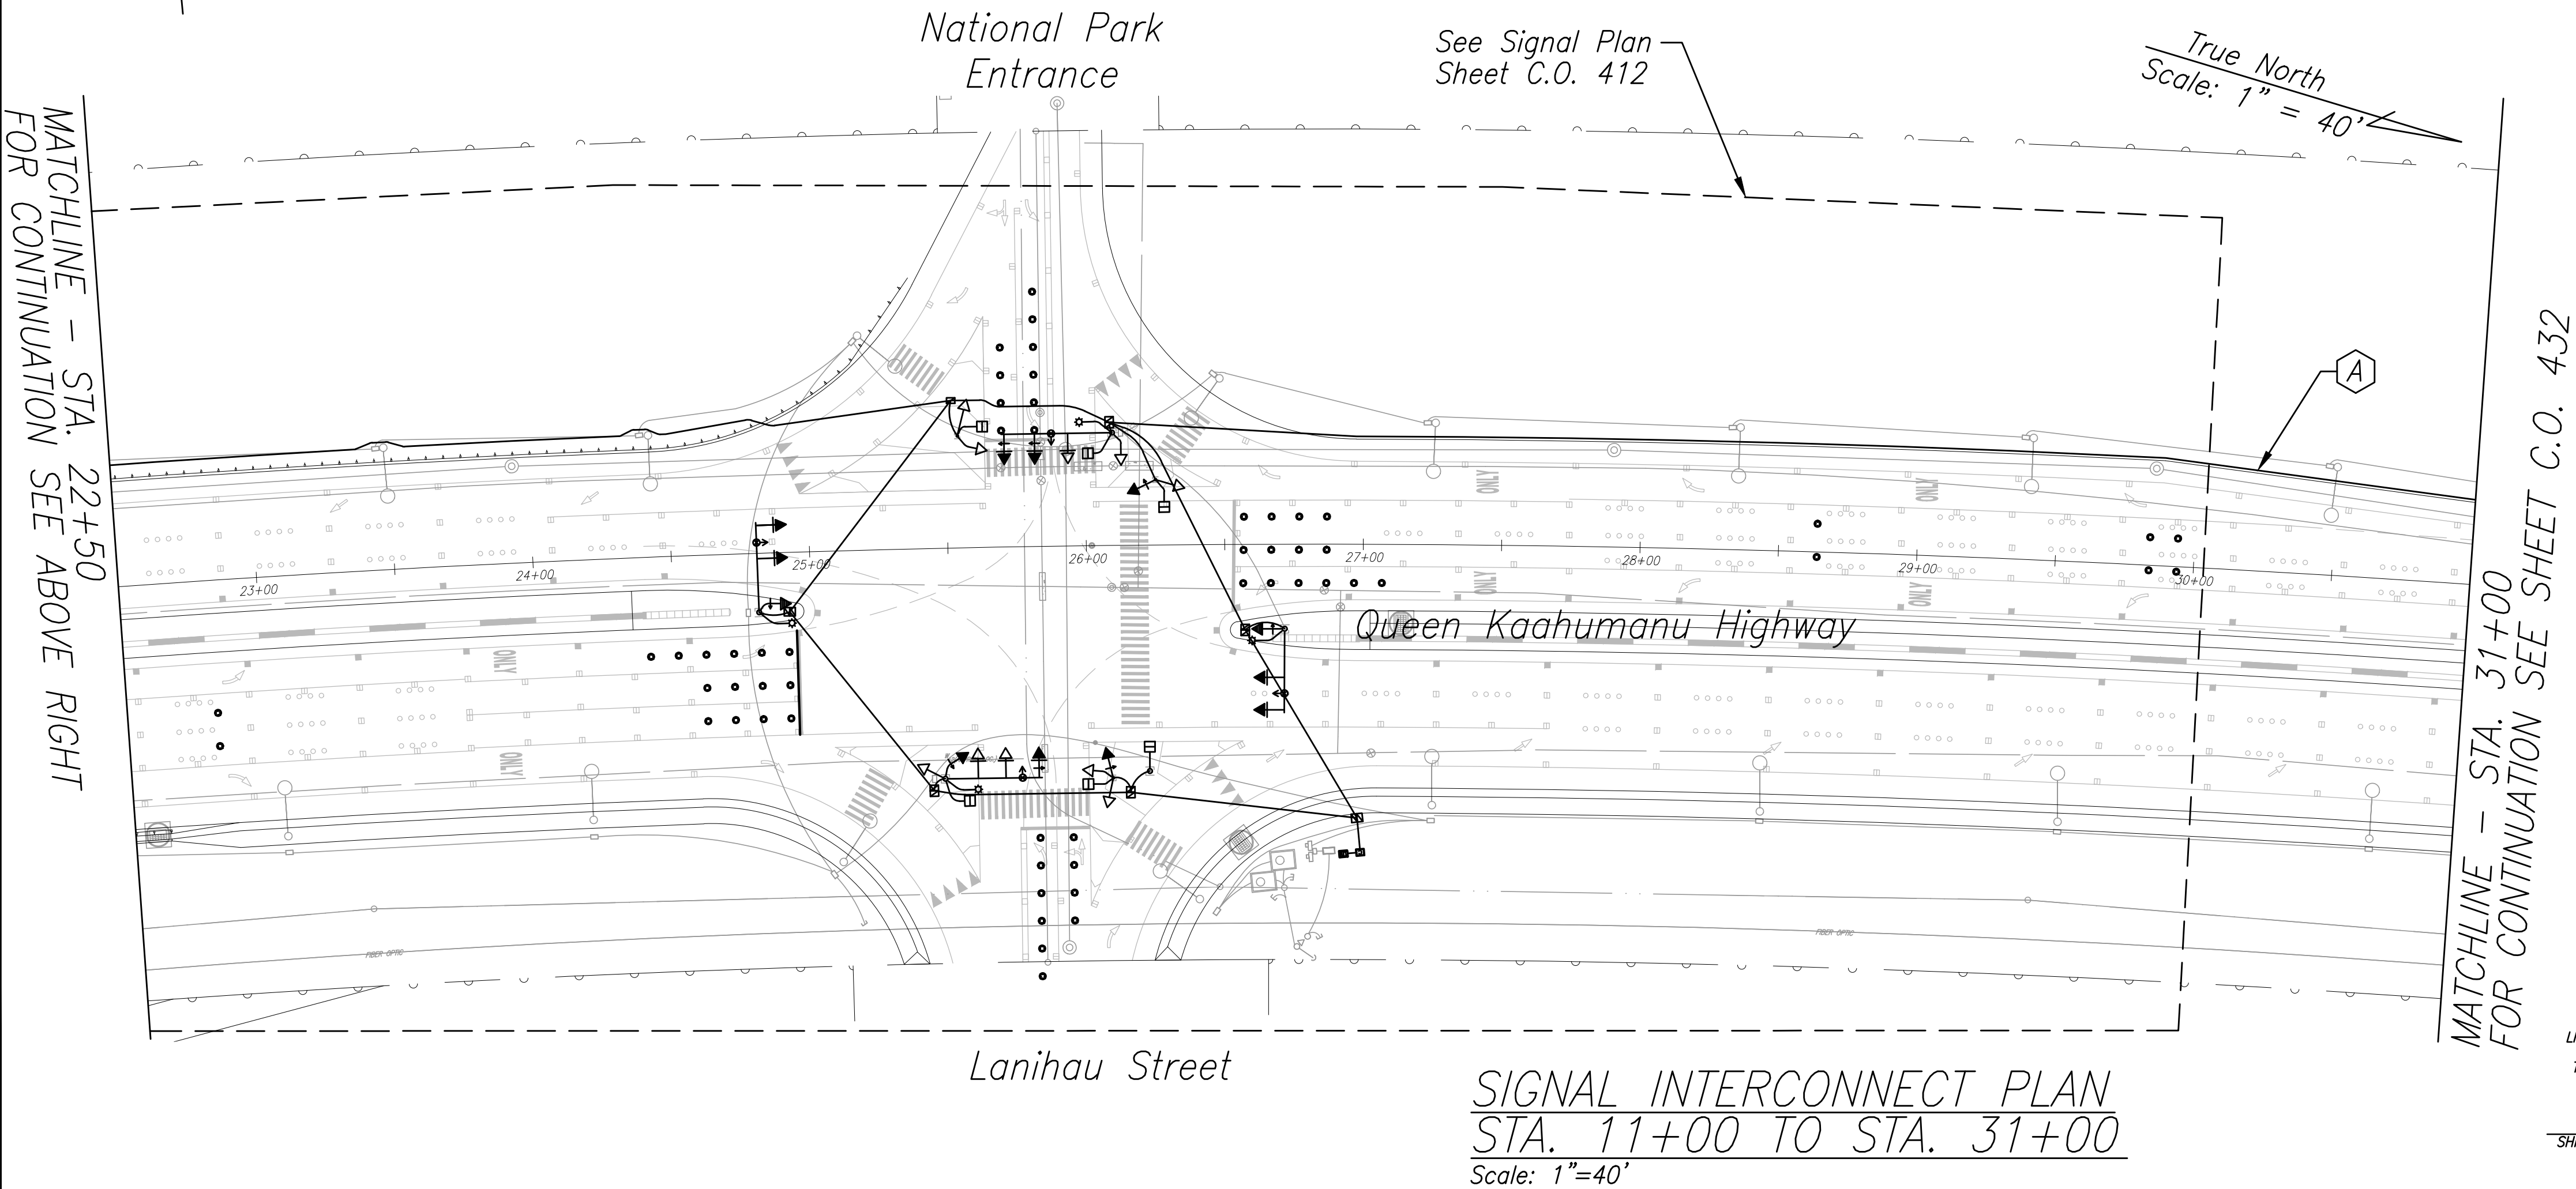 National Park
Entrance
See Signal Plan
Sheet C.O. 412
True North
Scale: 1" = 40'
MATCHLINE - STA. 22+50
FOR CONTINUATION SEE ABOVE RIGHT
A
ONLY
ONLY
23+00
24+00
25+00
26+00
27+00
28+00
29+00
30+00
ONLY
ONLY
Queen Kaahumanu Highway
ONLY
ONLY
MATCHLINE - STA. 31+00
FOR CONTINUATION SEE SHEET C.O. 432
FIBER OPTIC
FIBER OPTIC
Lanihau Street
SIGNAL INTERCONNECT PLAN
STA. 11+00 TO STA. 31+00
Scale: 1"=40'